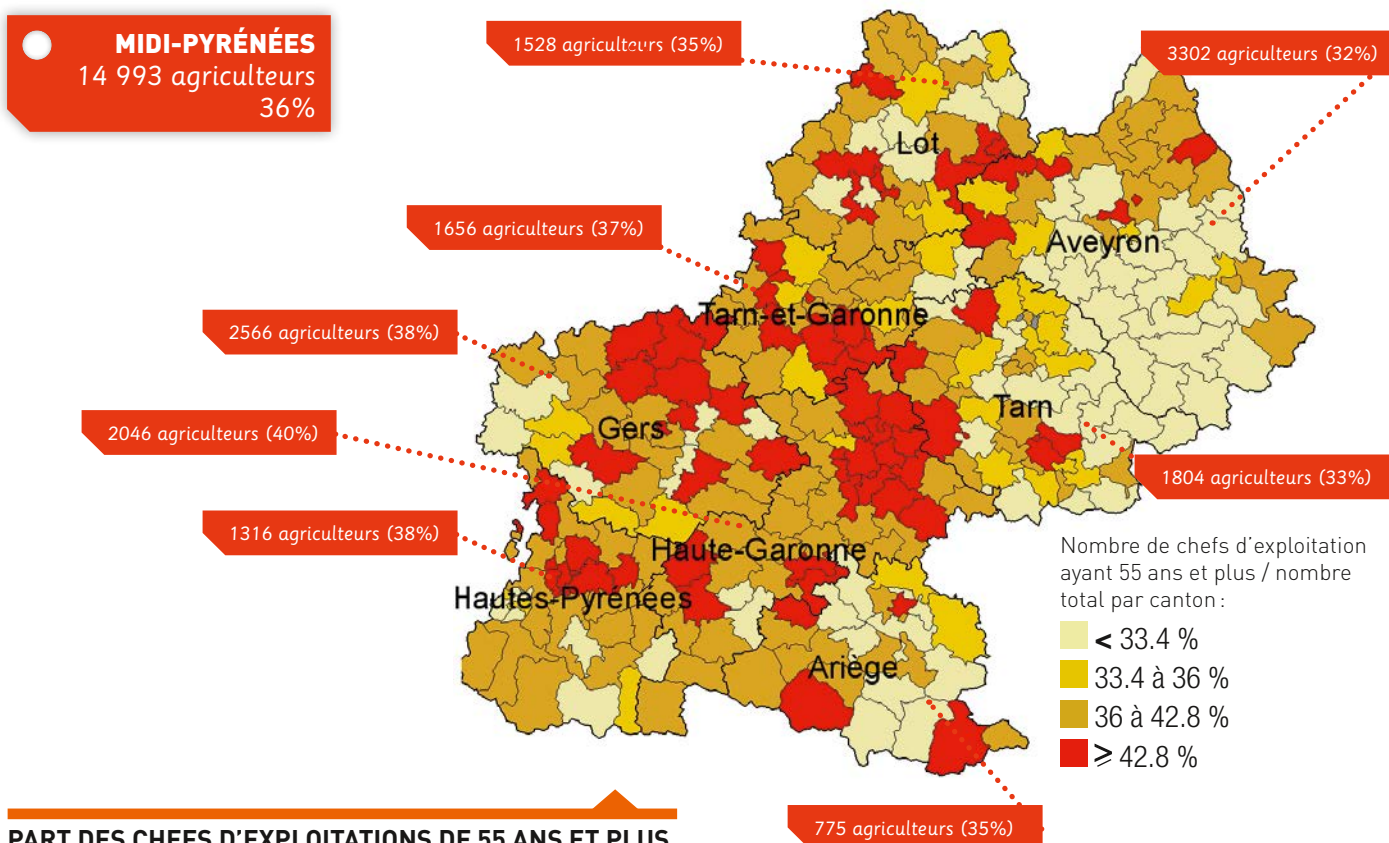 MIDI-PYRÉNÉES
14 993 agriculteurs
36%
1528 agriculteurs (35%)
3302 agriculteurs (32%)
Lot
1656 agriculteurs (37%)
Aveyron
Tarn-et-Garonne
2566 agriculteurs (38%)
Tarn
Gers
2046 agriculteurs (40%)
1804 agriculteurs (33%)
1316 agriculteurs (38%)
Haute-Garonne
Hautes-Pyrénées
Ariège
Nombre de chefs d'exploitation
ayant 55 ans et plus / nombre
total par canton :
< 33.4 %
33.4 à 36 %
36 à 42.8 %
⩾ 42.8 %
775 agriculteurs (35%)
PART DES CHEFS D'EXPLOITATIONS DE 55 ANS ET PLUS